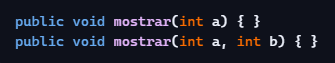 public void mostrar(int a) { }
public void mostrar(int a, int b) { }